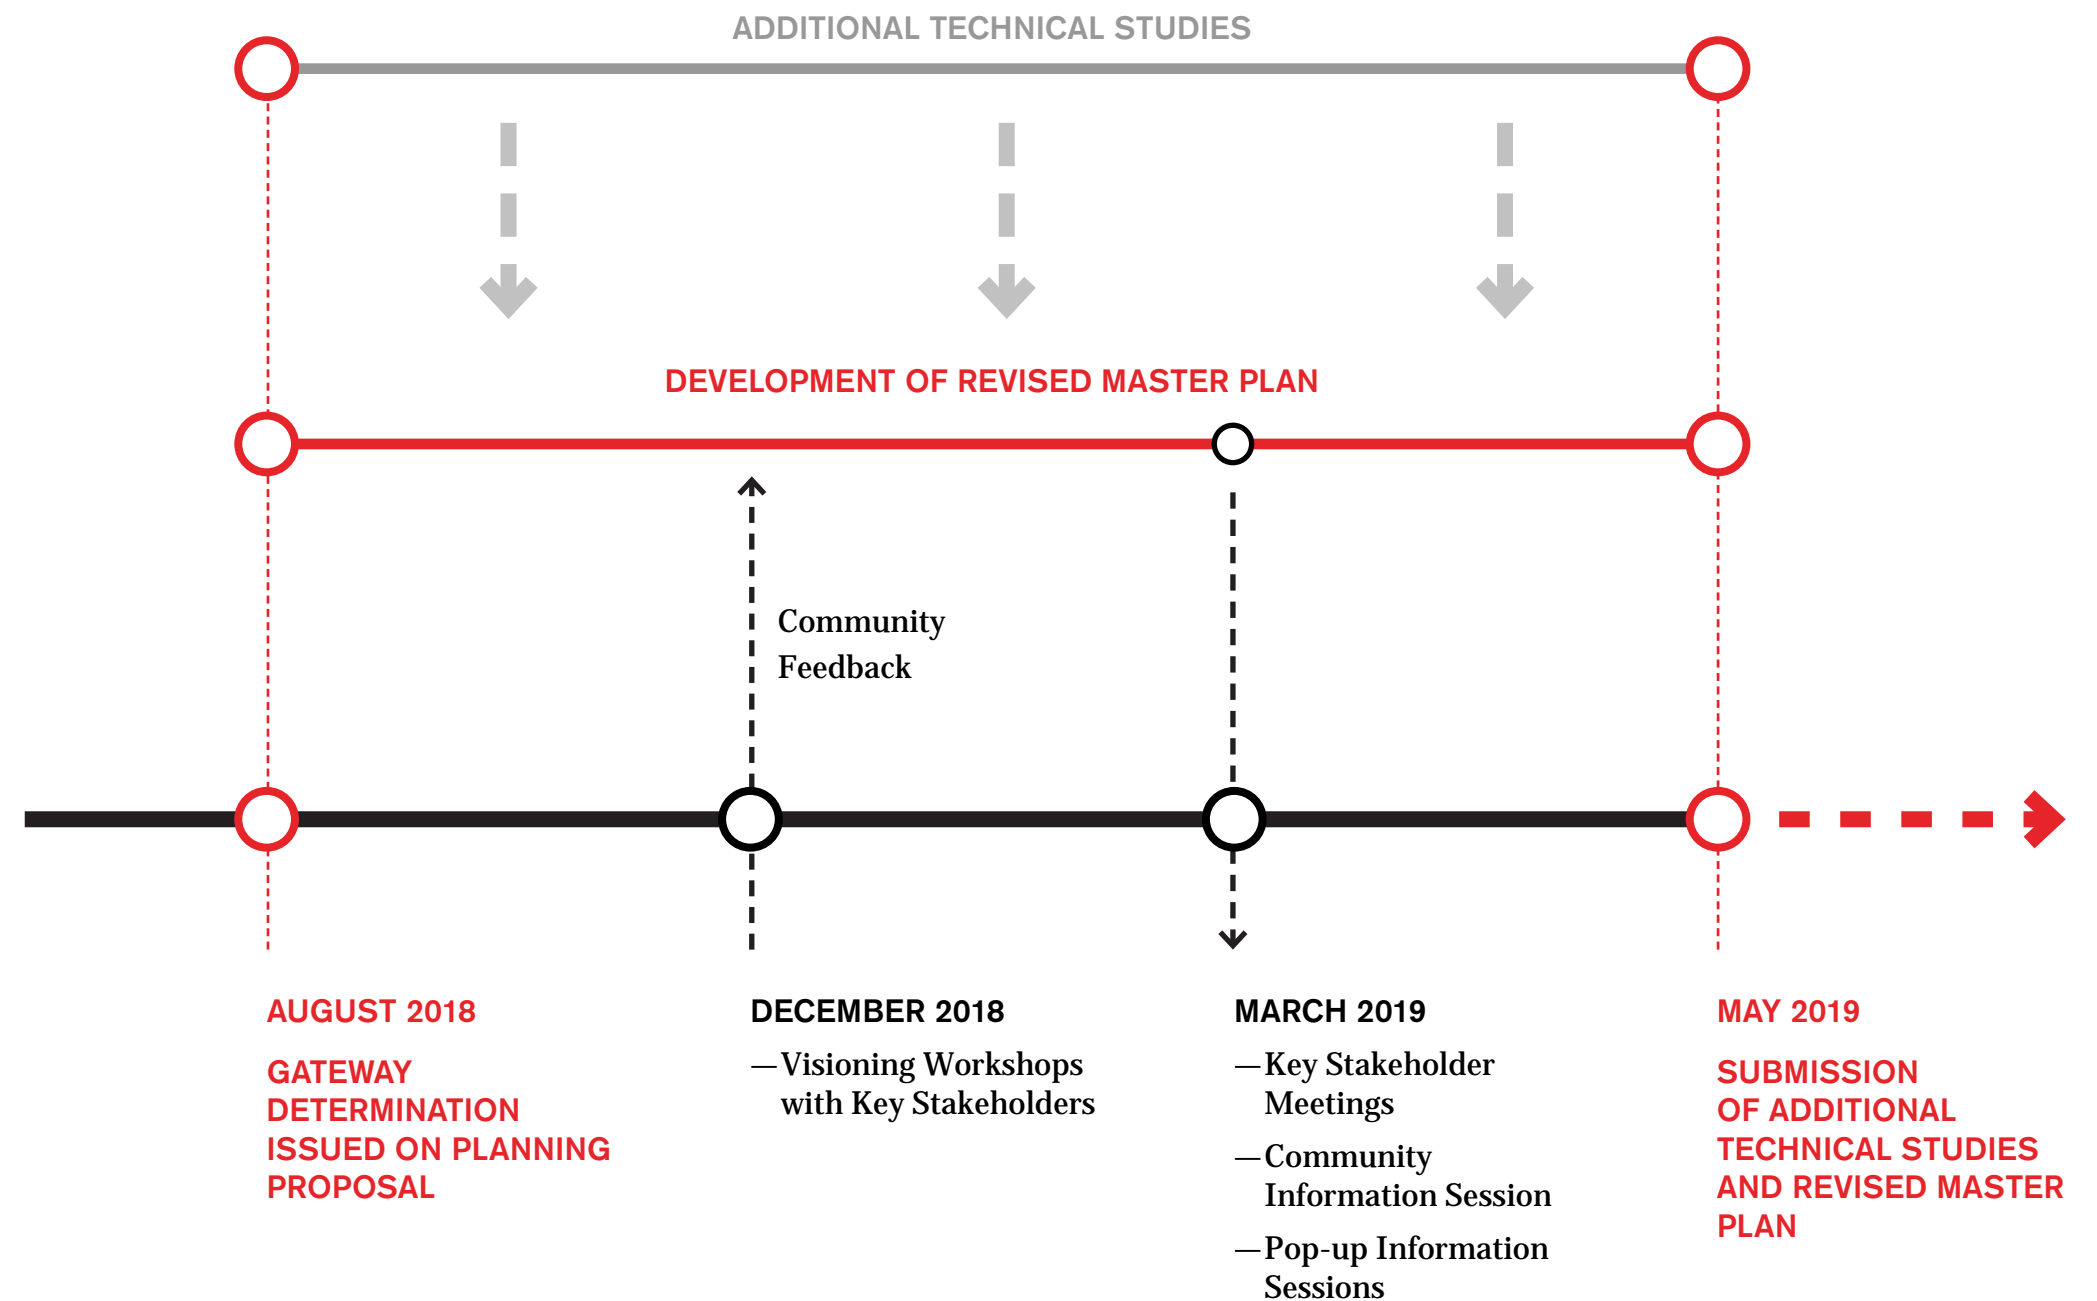 ADDITIONAL TECHNICAL STUDIES
DEVELOPMENT OF REVISED MASTER PLAN
Community
Feedback
AUGUST 2018
GATEWAY
DETERMINATION
ISSUED ON PLANNING
PROPOSAL
DECEMBER 2018
—Visioning Workshops
with Key Stakeholders
MARCH 2019
—Key Stakeholder
Meetings
—Community
Information Session
—Pop-up Information
Sessions
MAY 2019
SUBMISSION
OF ADDITIONAL
TECHNICAL STUDIES
AND REVISED MASTER
PLAN